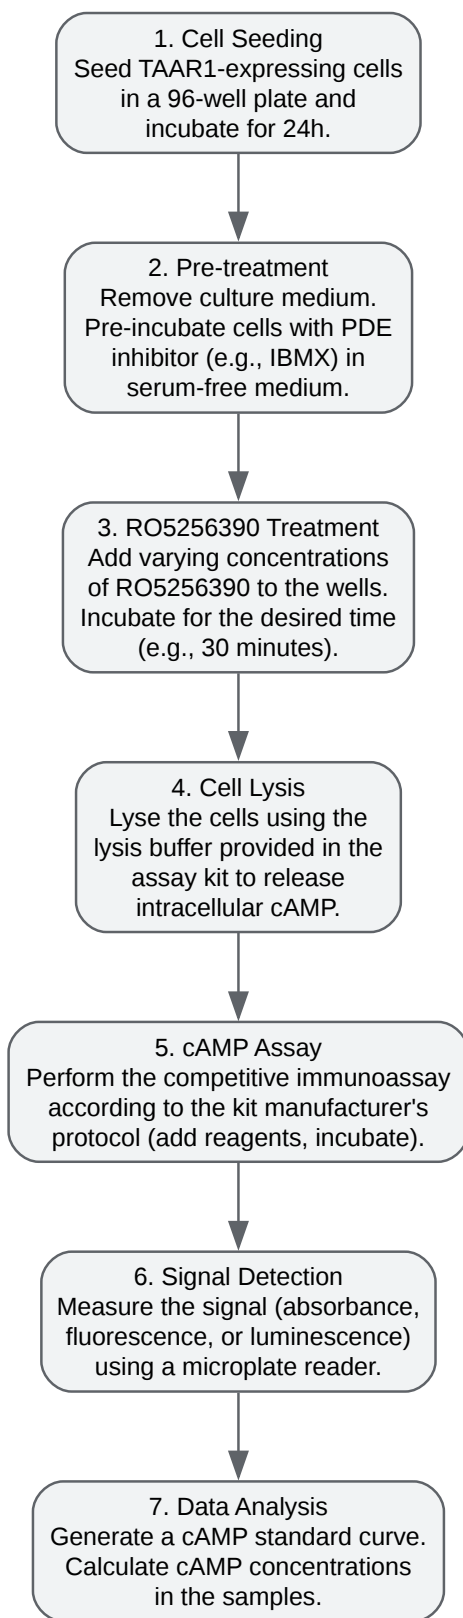 1. Cell Seeding
Seed TAAR1-expressing cells
in a 96-well plate and
incubate for 24h.
2. Pre-treatment
Remove culture medium.
Pre-incubate cells with PDE
inhibitor (e.g., IBMX) in
serum-free medium.
3. RO5256390 Treatment
Add varying concentrations
of RO5256390 to the wells.
Incubate for the desired time
(e.g., 30 minutes).
4. Cell Lysis
Lyse the cells using the
lysis buffer provided in the
assay kit to release
intracellular cAMP.
5. cAMP Assay
Perform the competitive immunoassay
according to the kit manufacturer's
protocol (add reagents, incubate).
6. Signal Detection
Measure the signal (absorbance,
fluorescence, or luminescence)
using a microplate reader.
7. Data Analysis
Generate a cAMP standard curve.
Calculate cAMP concentrations
in the samples.